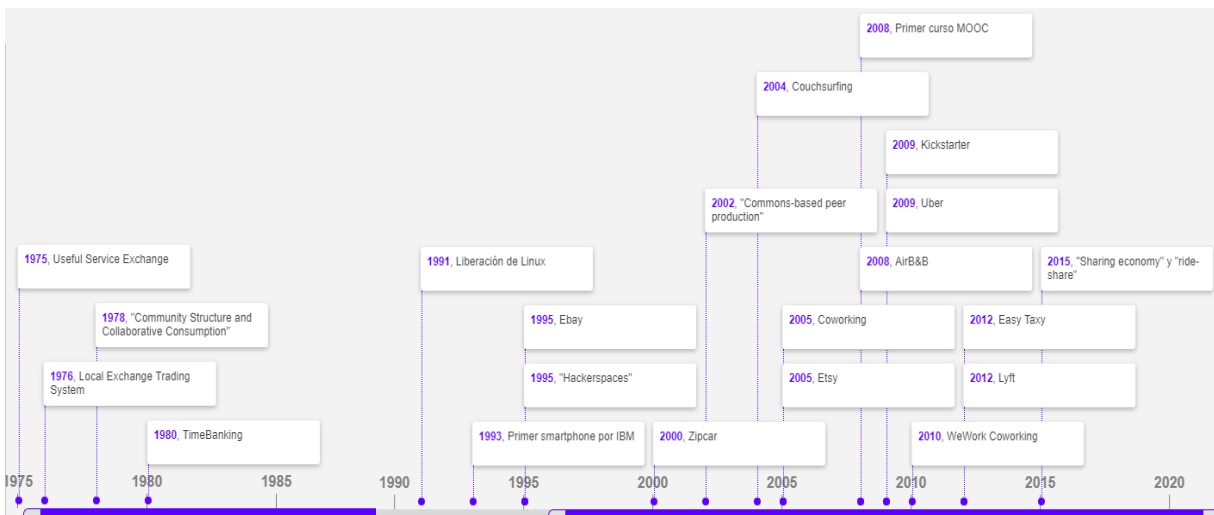 2008, Primer curso MOOC
2004, Couchsurfing
2009, Kickstarter
2002, "Commons-based peer
production"
2009, Uber
1975, Useful Service Exchange
1991, Liberación de Linux
2008, AirB&B
2015, "Sharing economy" y "ride-
share"
1978, "Community Structure and
Collaborative Consumption"
1995, Ebay
2005, Coworking
2012, Easy Taxy
1976, Local Exchange Trading
System
1995, "Hackerspaces"
2005, Etsy
2012, Lyft
1980, TimeBanking
1993, Primer smartphone por IBM
2000, Zipcar
2010, WeWork Coworking
1975 1980 1985 1990 1995 2000 2005 2010 2015 2020